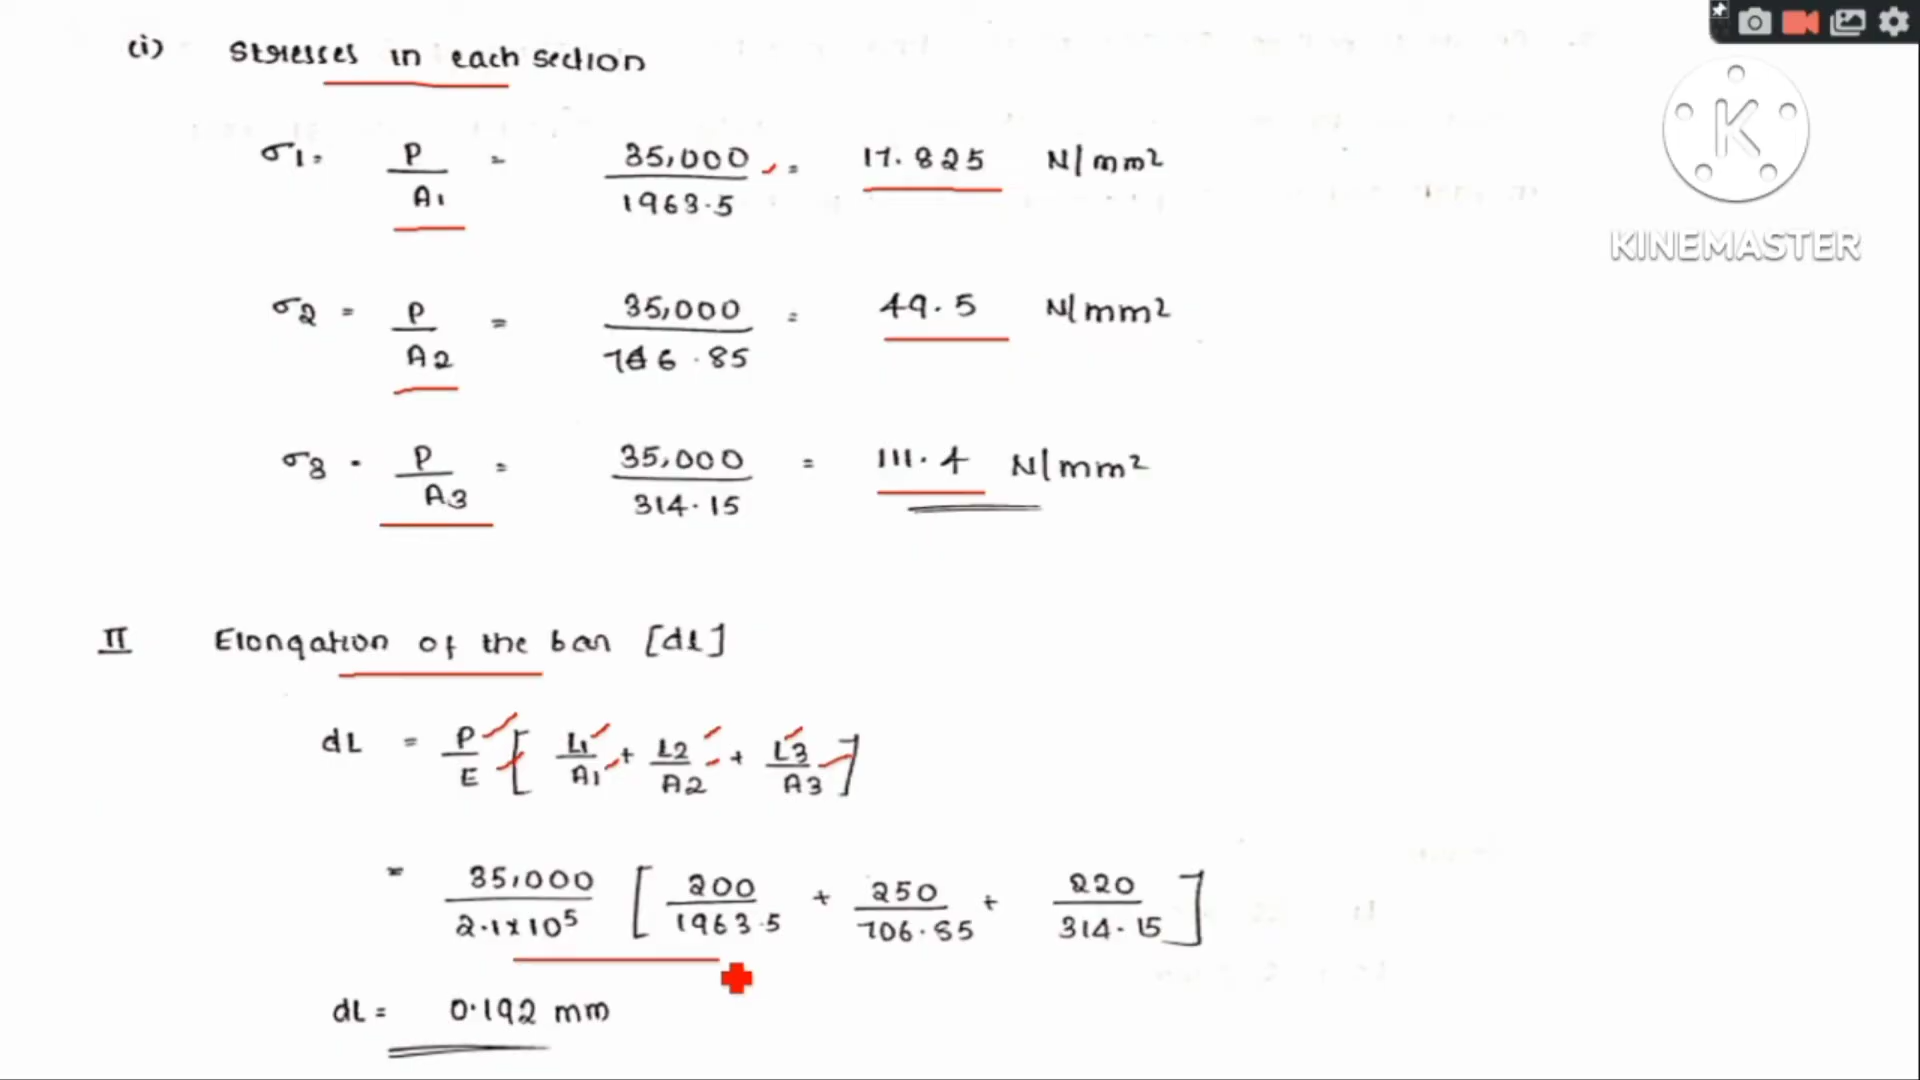 (i) Stresses in each section
σ1 = P/A1 = 35,000/1963.5 = 17.825 N/mm2
σ2 = P/A2 = 35,000/706.85 = 49.5 N/mm2
σ3 = P/A3 = 35,000/314.15 = 111.4 N/mm2
II Elongation of the bar [dl]
dL = P/E [ L1/A1 + L2/A2 + L3/A3 ]
= 35,000/2.1x10^5 [ 200/1963.5 + 250/706.85 + 220/314.15 ]
dL = 0.192 mm
K
KINEMASTER